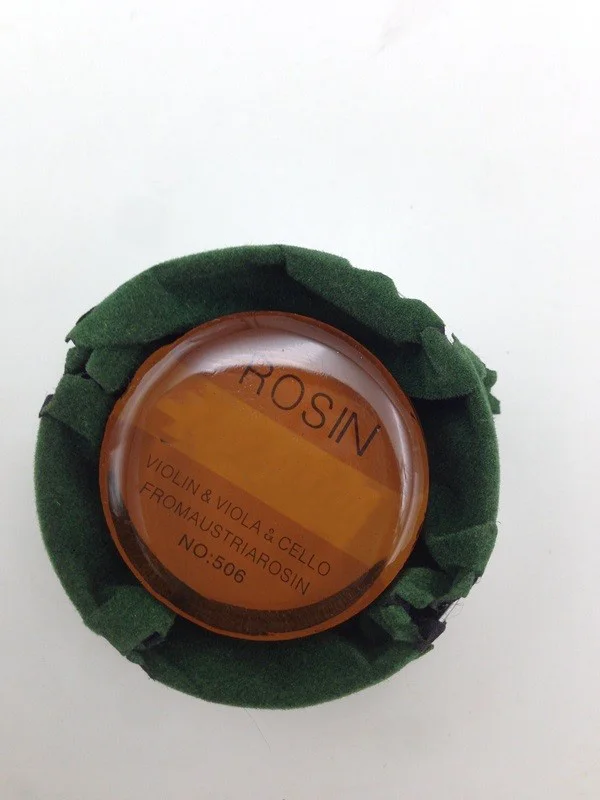 ROSIN
VIOLIN & VIOLA & CELLO
FROMAUSTRIAROSIN
NO:506